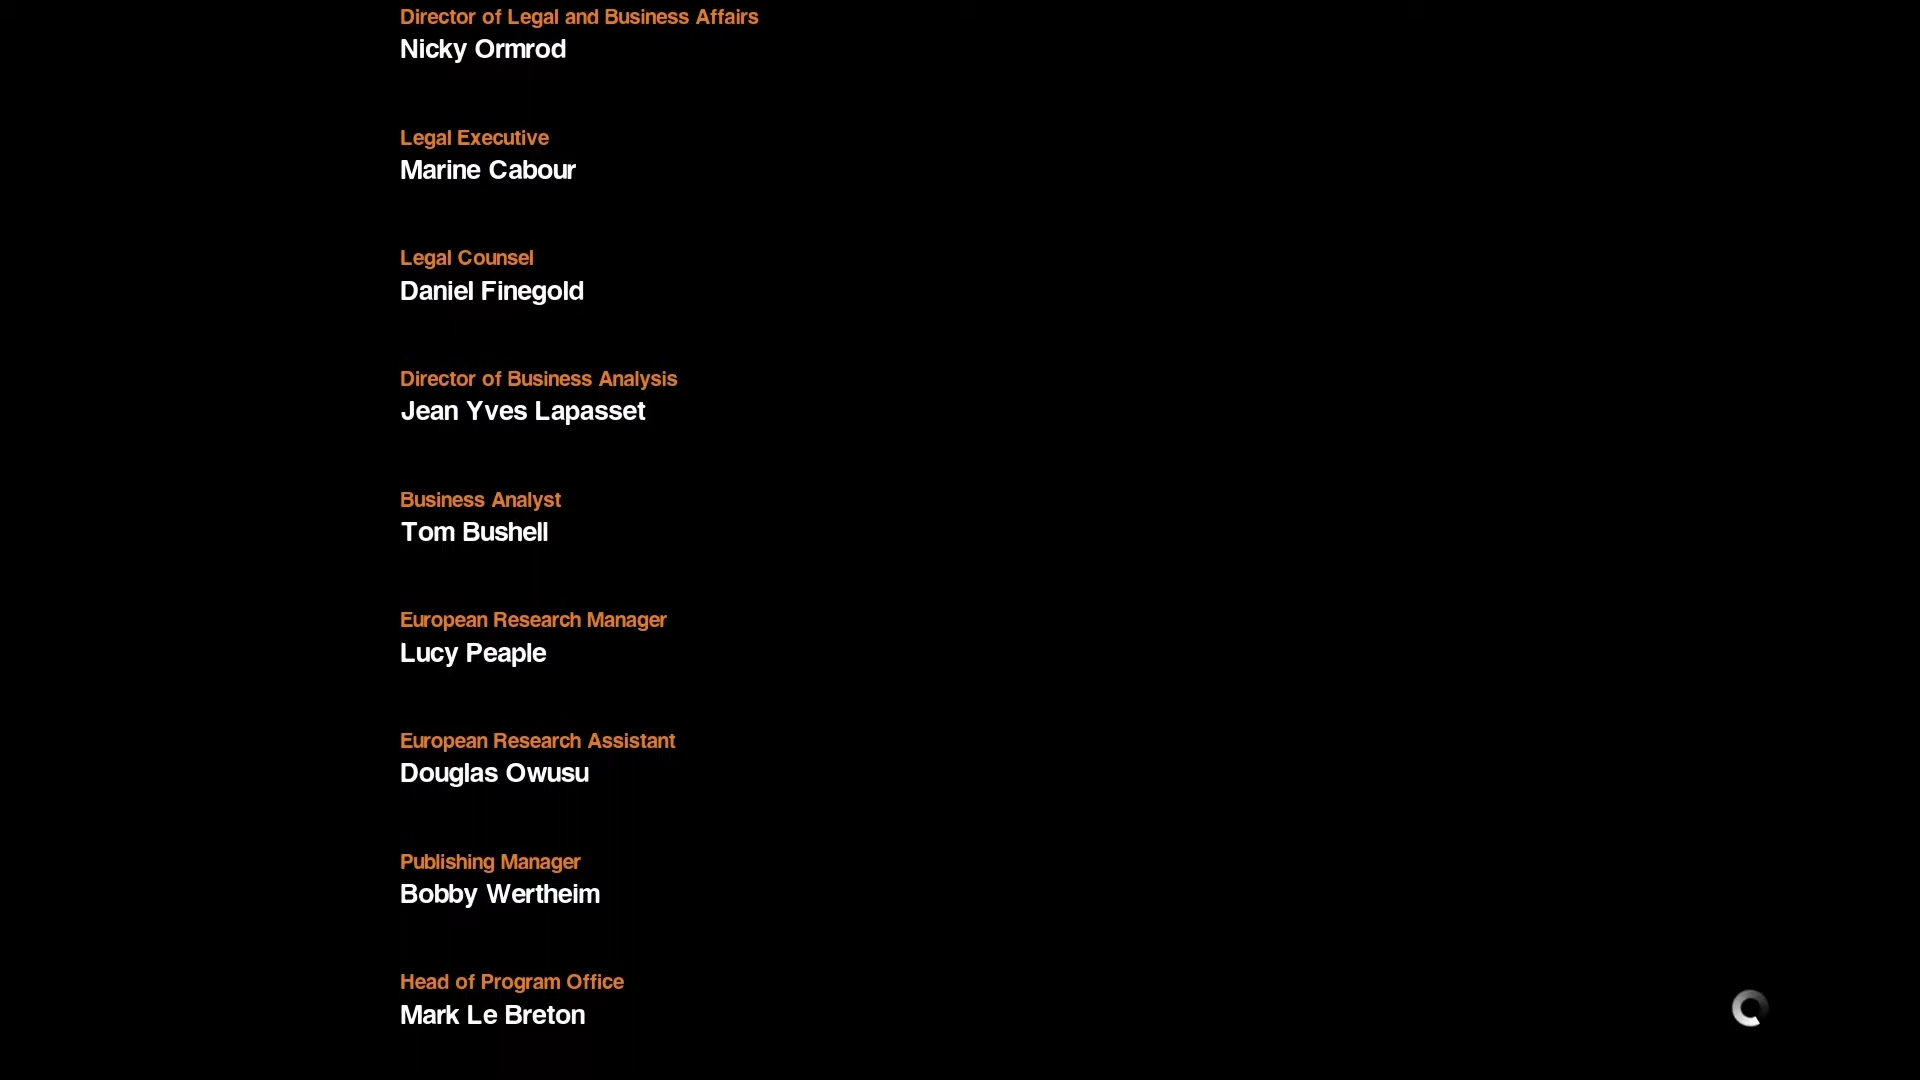 Director of Legal and Business Affairs
Nicky Ormrod
Legal Executive
Marine Cabour
Legal Counsel
Daniel Finegold
Director of Business Analysis
Jean Yves Lapasset
Business Analyst
Tom Bushell
European Research Manager
Lucy Peaple
European Research Assistant
Douglas Owusu
Publishing Manager
Bobby Wertheim
Head of Program Office
Mark Le Breton